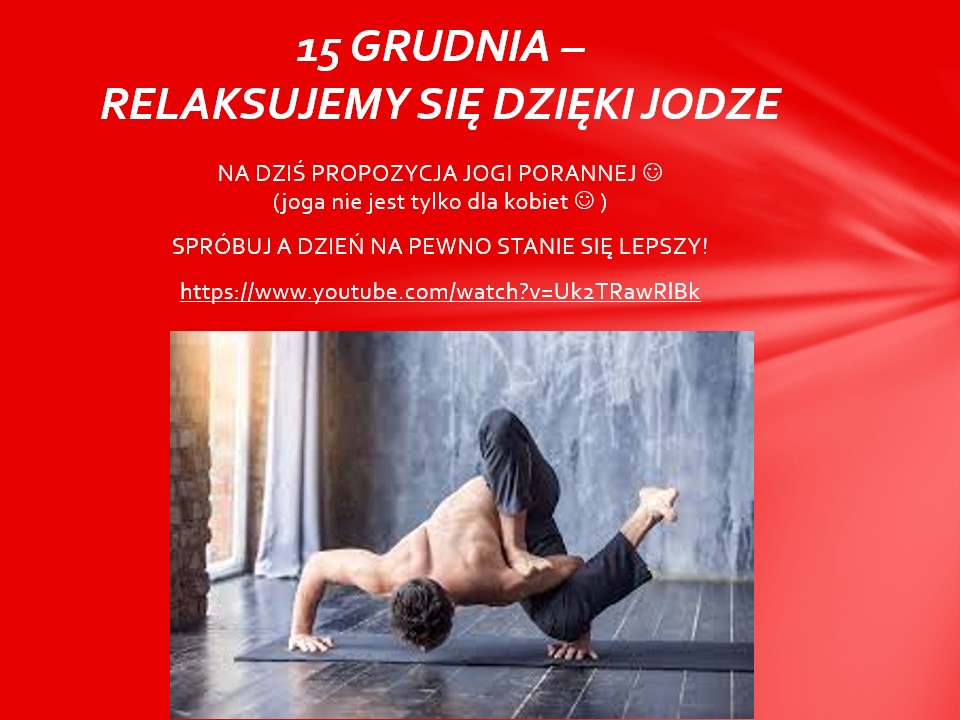 15 GRUDNIA –
RELAKSUJEMY SIĘ DZIĘKI JODZE
NA DZIŚ PROPOZYCJA JOGI PORANNEJ ☺
(joga nie jest tylko dla kobiet ☺ )
SPRÓBUJ A DZIEŃ NA PEWNO STANIE SIĘ LEPSZY!
https://www.youtube.com/watch?v=Uk2TRawRlBk